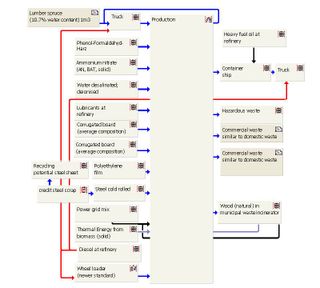 Lumber spruce
(10.7% water content) 1m3
Truck
Production
Heavy fuel oil at
refinery
Phenol-Formaldehed-
Harz
Ammonium nitrate
(AN, BAT, solid)
Container
ship
Truck
Water desalinated;
deionised
Lubricants at
refinery
Hazardous waste
Corrugated board
(average composition)
Commercial waste
similar to domestic waste
Corrugated board
(average composition)
Commercial waste
similar to domestic waste
Recycling
potential steel sheet
Polyethylene
film
credit steel scrap
Steel cold rolled
Power grid mix
Wood (natural) in
municipal waste incinerator
Thermal Energy from
biomass (solid)
Diesel at refinery
Wheel loader
(newer standard)